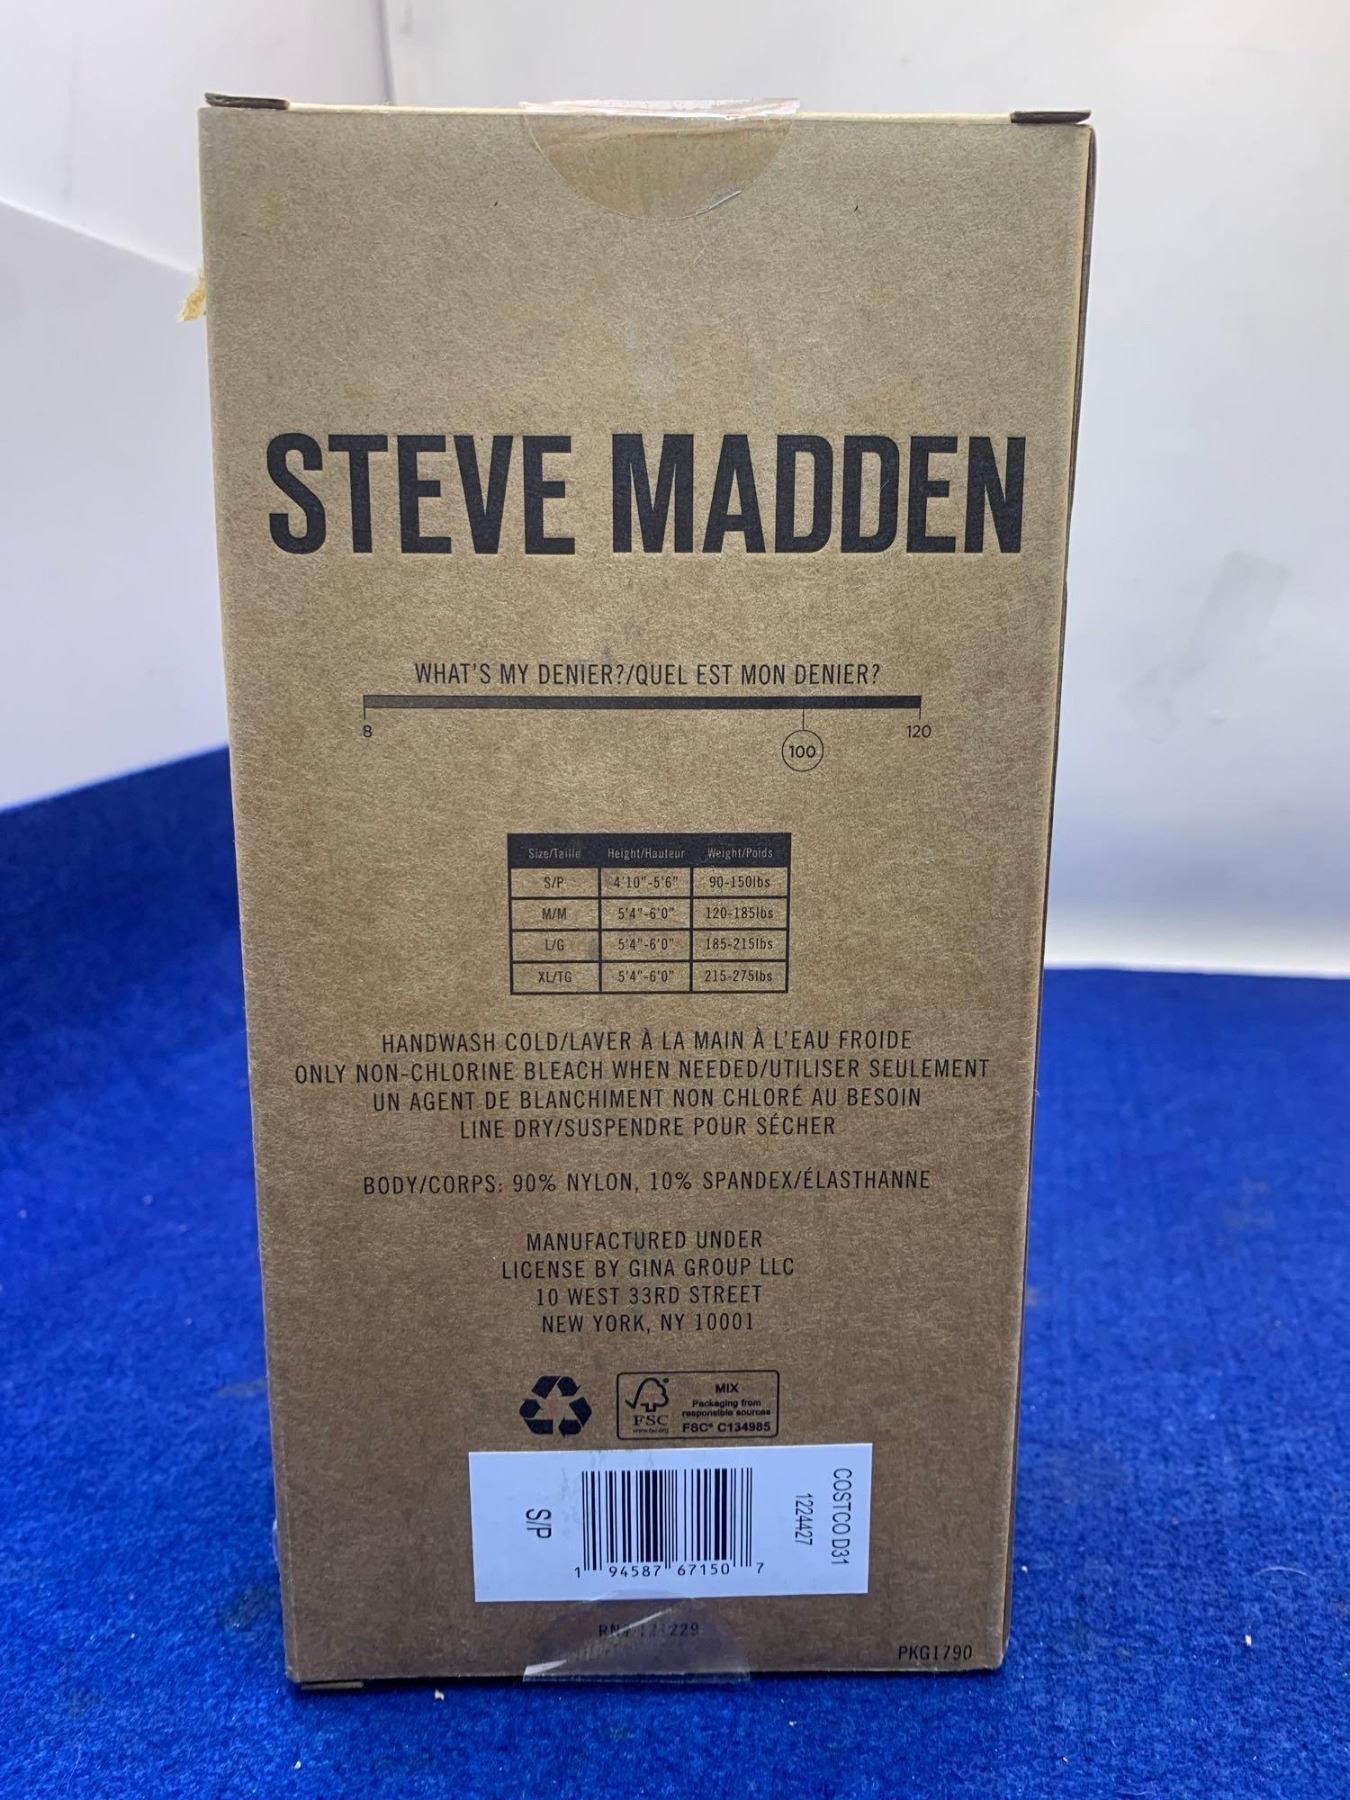 STEVE MADDEN
WHAT'S MY DENIER?/QUEL EST MON DENIER?
8 100 120
Size/Taille Height/Hauteur Weight/Poids
S/P 4'10"-5'6" 90-150lbs
M/M 5'4"-6'0" 120-185lbs
L/G 5'4"-6'0" 185-215lbs
XL/TG 5'4"-6'0" 215-275lbs
HANDWASH COLD/LAVER À LA MAIN À L'EAU FROIDE
ONLY NON-CHLORINE BLEACH WHEN NEEDED/UTILISER SEULEMENT
UN AGENT DE BLANCHIMENT NON CHLORÉ AU BESOIN
LINE DRY/SUSPENDRE POUR SÉCHER
BODY/CORPS: 90% NYLON, 10% SPANDEX/ÉLASTHANNE
MANUFACTURED UNDER
LICENSE BY GINA GROUP LLC
10 WEST 33RD STREET
NEW YORK, NY 10001
FSC
MIX
Packaging from
responsible sources
FSC® C134985
S/P
1 94587 67150 7
1224427
COSTCO D31
RN# 121229
PKG1790